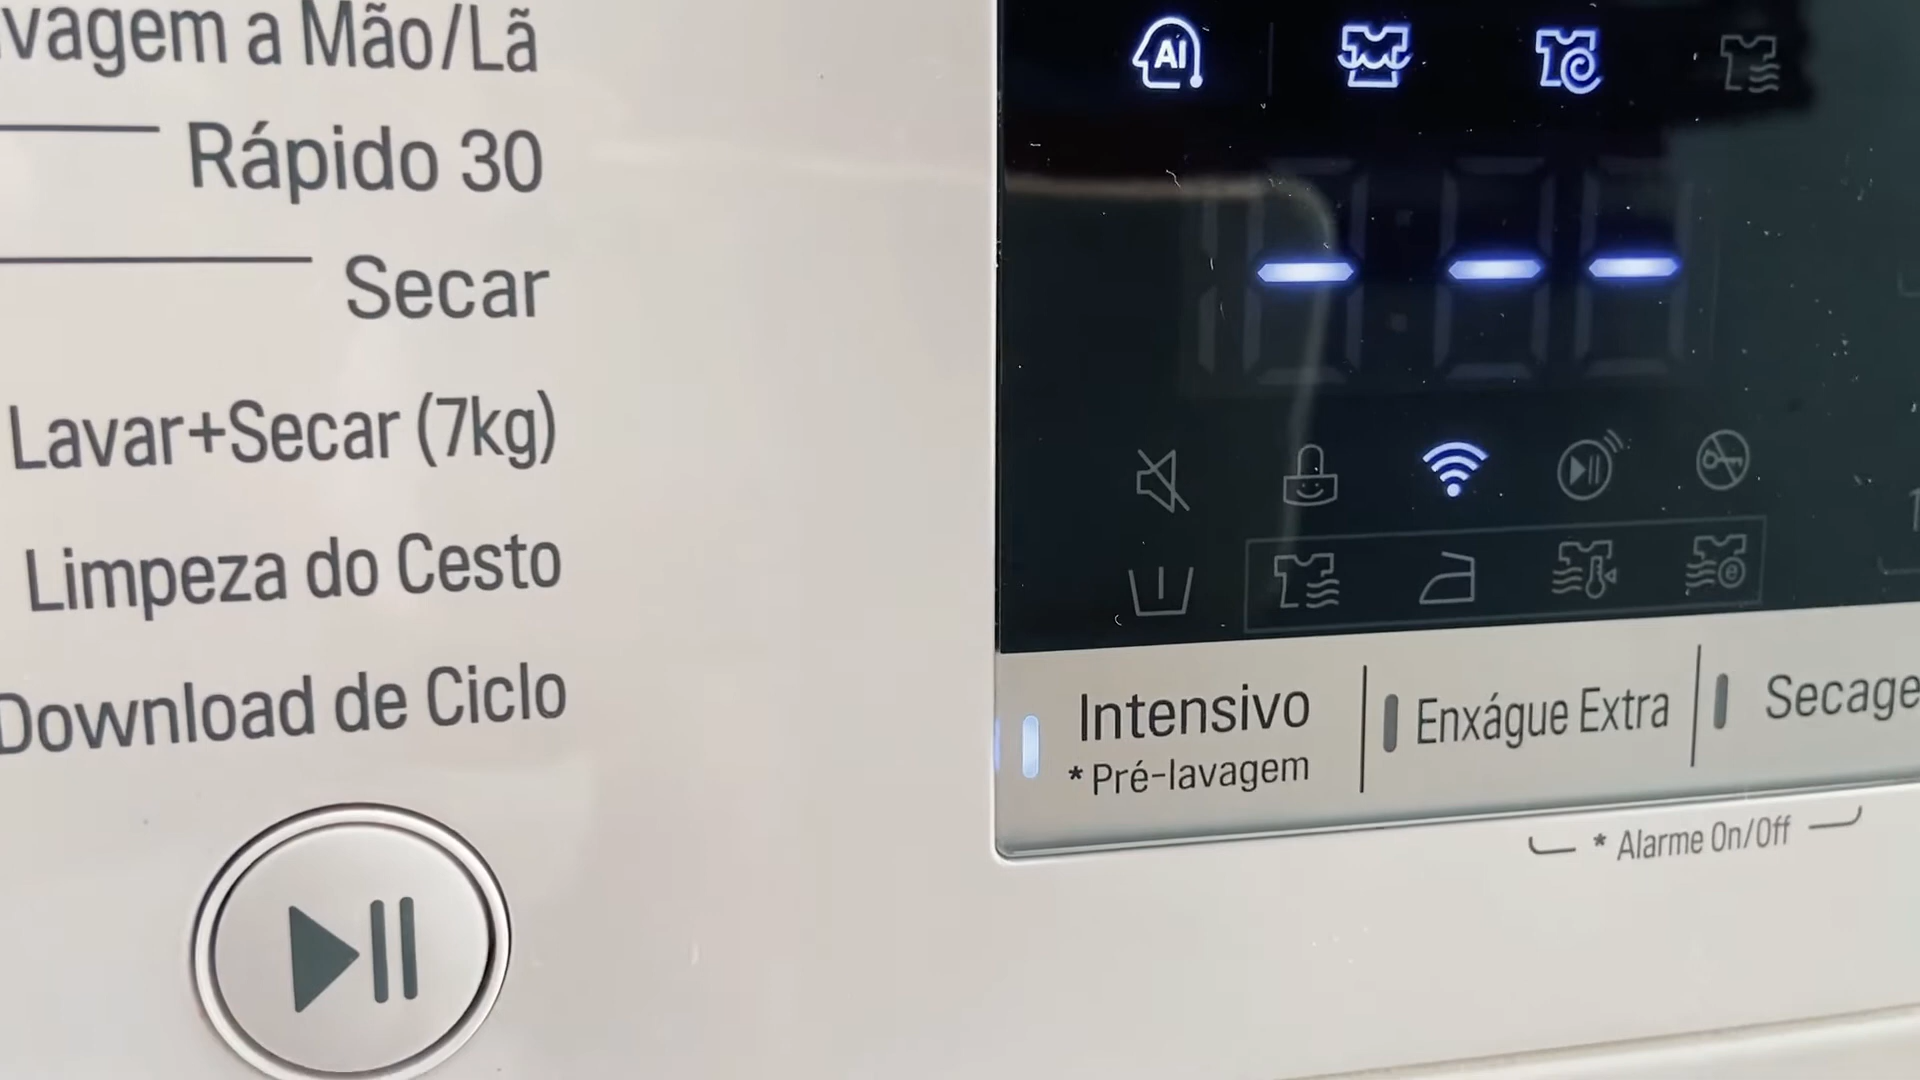 vagem a Mão/Lã
Rápido 30
Secar
Lavar+Secar (7kg)
Limpeza do Cesto
Download de Ciclo
AI
- - -
Intensivo
* Pré-lavagem
Enxágue Extra
Secage
* Alarme On/Off